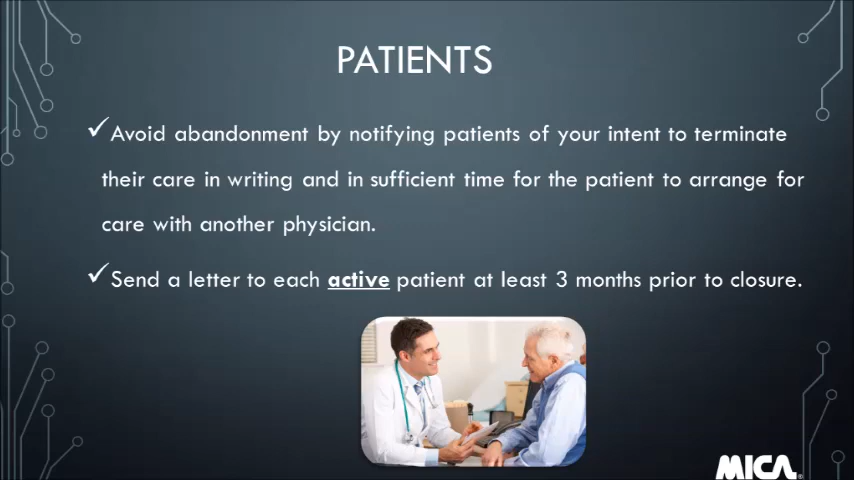 PATIENTS
✓Avoid abandonment by notifying patients of your intent to terminate
their care in writing and in sufficient time for the patient to arrange for
care with another physician.
✓Send a letter to each active patient at least 3 months prior to closure.
MICA®